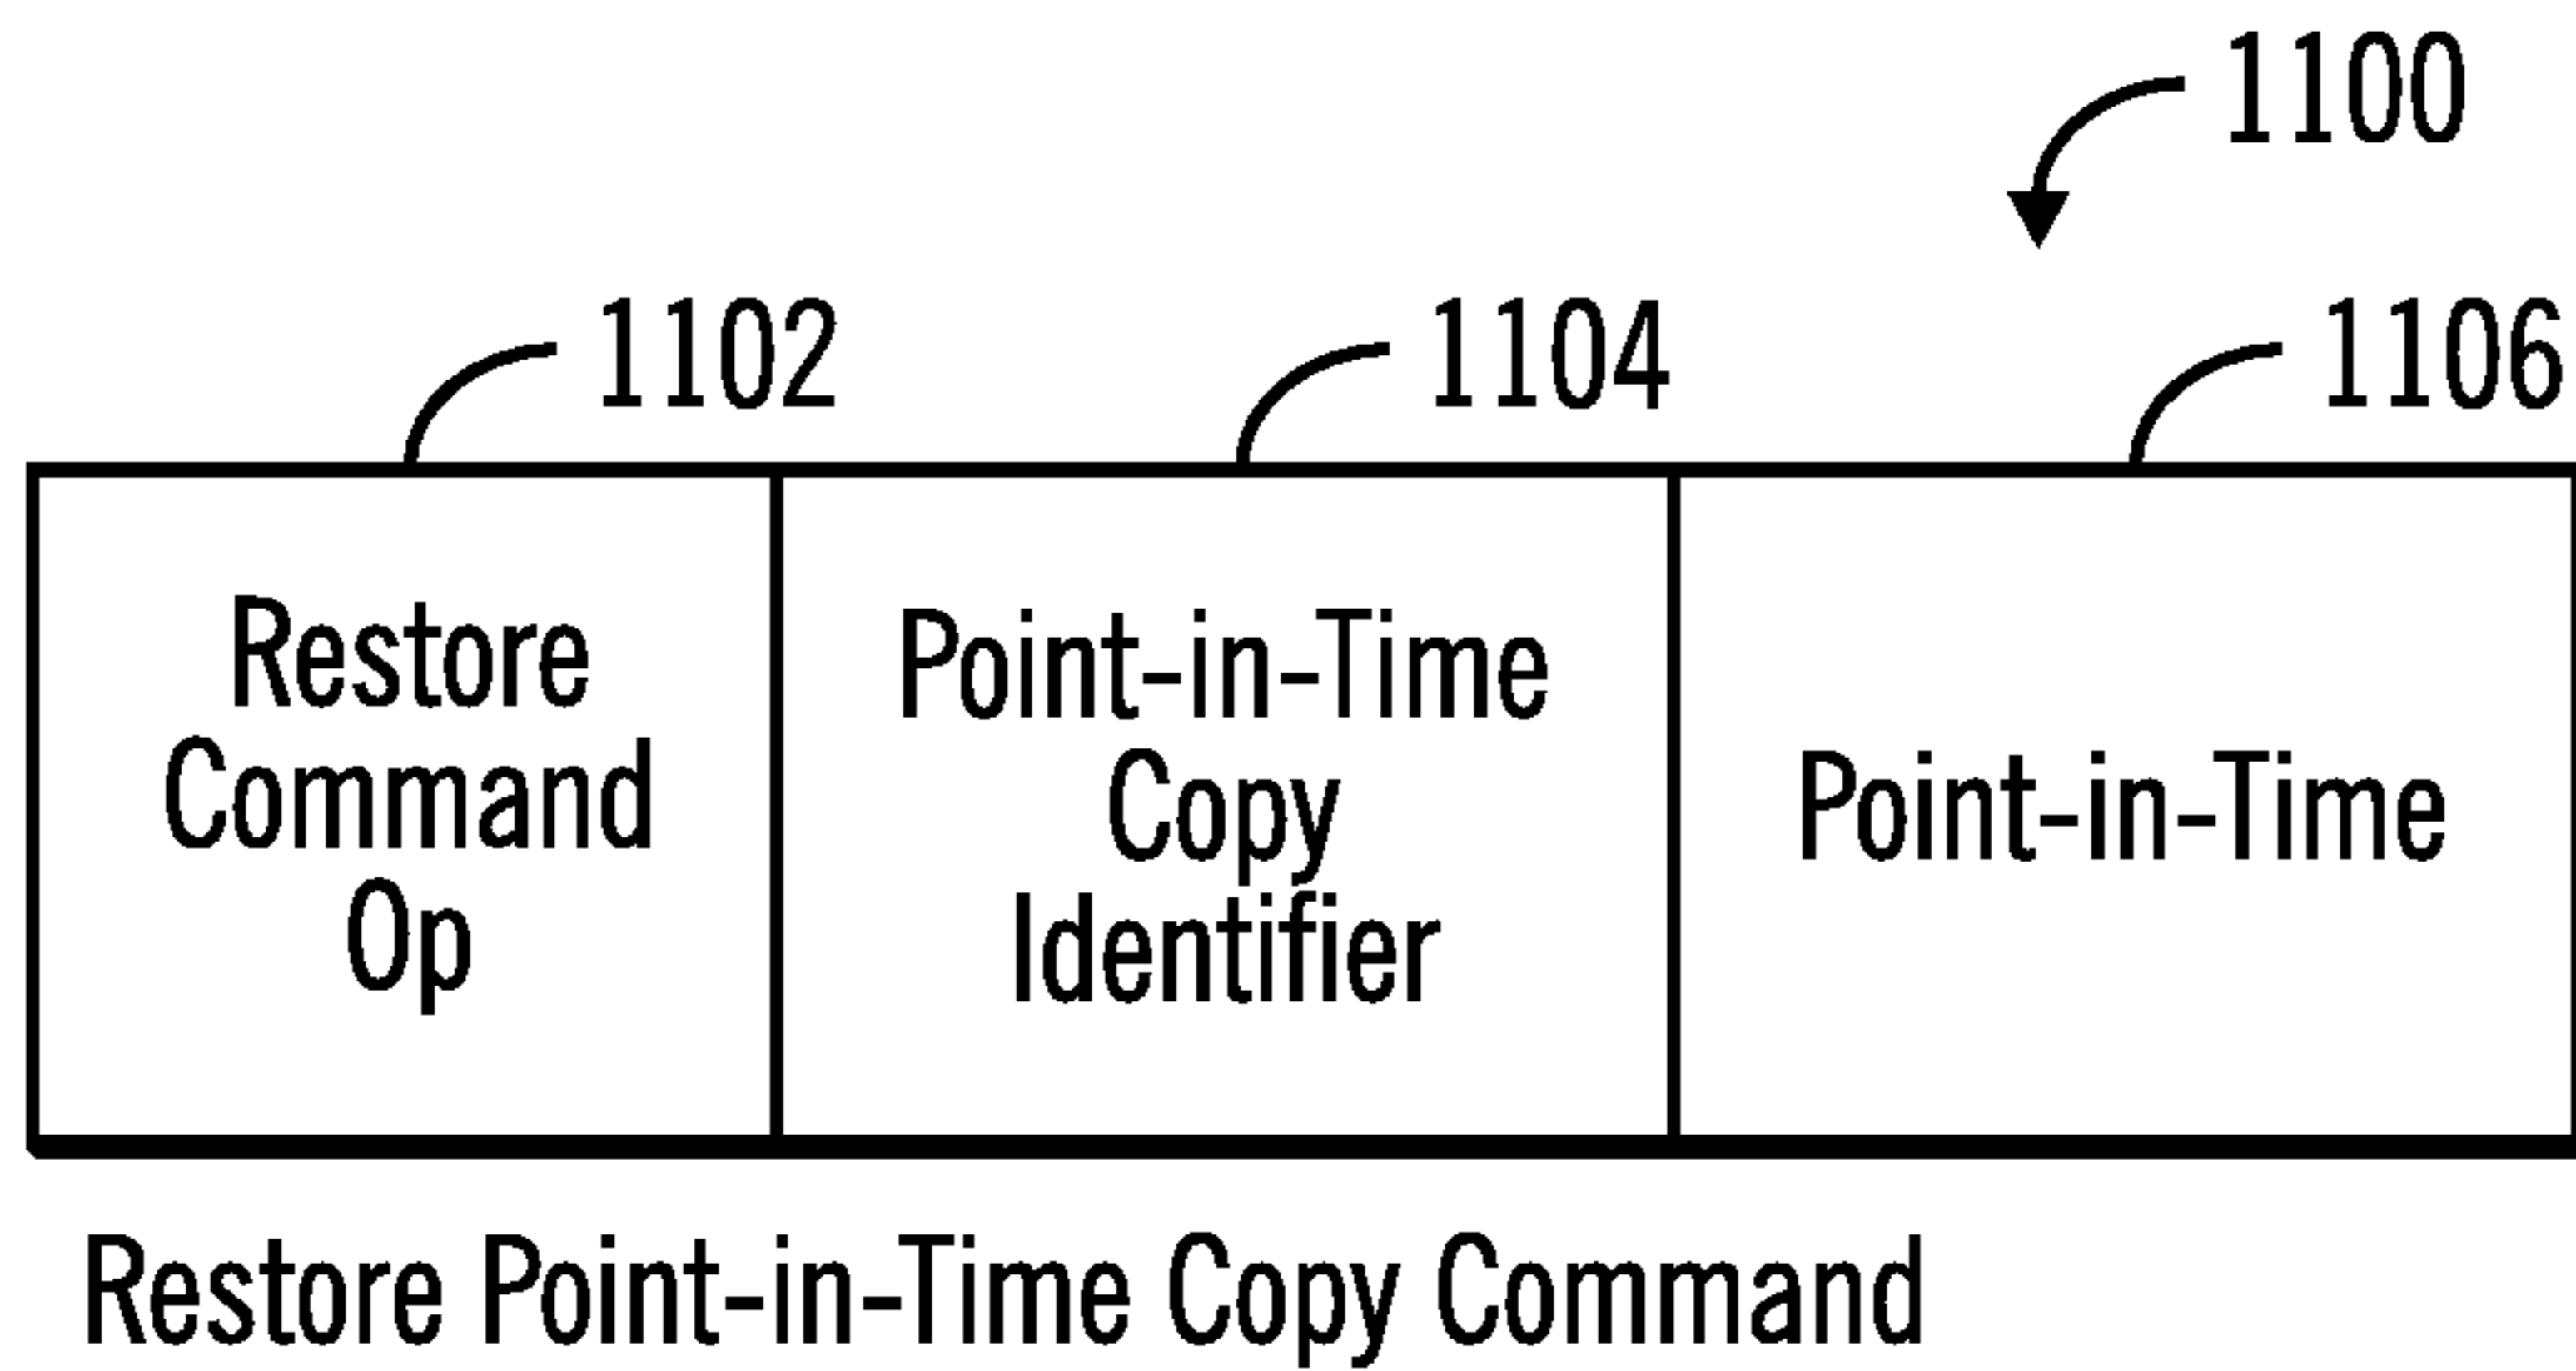 1100
1102
1104
1106
Restore
Command
Op
Point-in-Time
Copy
Identifier
Point-in-Time
Restore Point-in-Time Copy Command